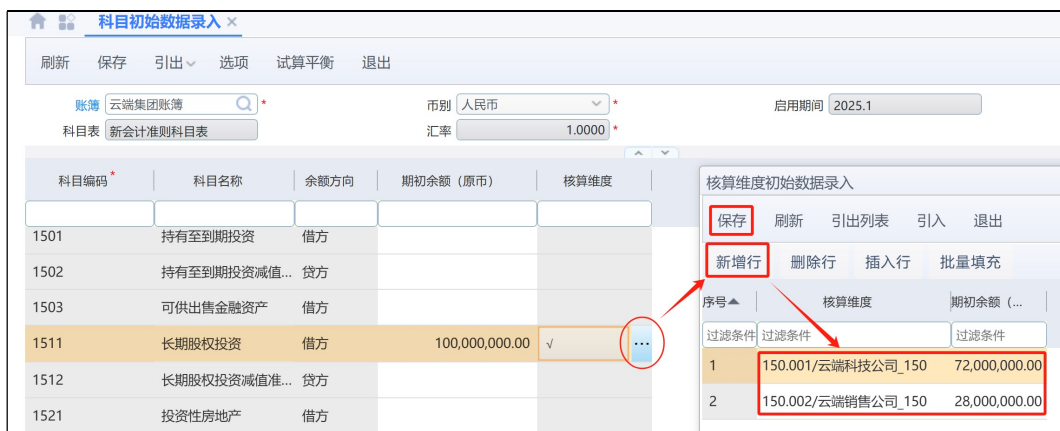 科目初始数据录入 ×
刷新 保存 引出 选项 试算平衡 退出
账簿 云端集团账簿 * 币别 人民币 * 启用期间 2025.1
科目表 新会计准则科目表 汇率 1.0000 *
科目编码 * 科目名称 余额方向 期初余额（原币） 核算维度
1501 持有至到期投资 借方
1502 持有至到期投资减值... 贷方
1503 可供出售金融资产 借方
1511 长期股权投资 借方 100,000,000.00 √ ...
1512 长期股权投资减值准... 贷方
1521 投资性房地产 借方
核算维度初始数据录入
保存 刷新 引出列表 引入 退出
新增行 删除行 插入行 批量填充
序号▲ 核算维度 期初余额（...
过滤条件 过滤条件 过滤条件
1 150.001/云端科技公司_150 72,000,000.00
2 150.002/云端销售公司_150 28,000,000.00